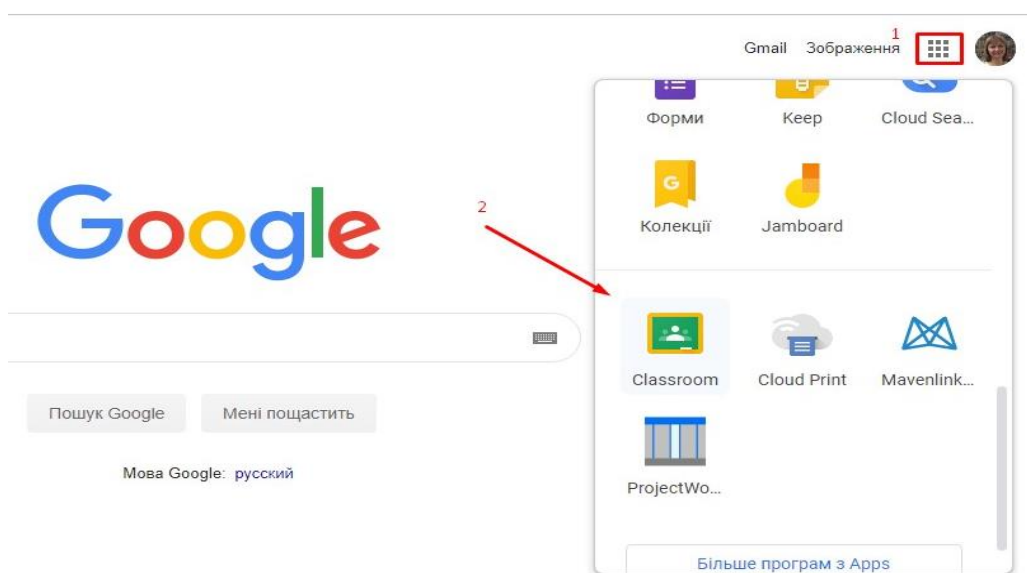 1
Gmail Зображення
Форми Keep Cloud Sea...
G
Колекції Jamboard
Google
2
Classroom Cloud Print Mavenlink...
Пошук Google Мені пощастить
Мова Google: русский
ProjectWo...
Більше програм з Apps